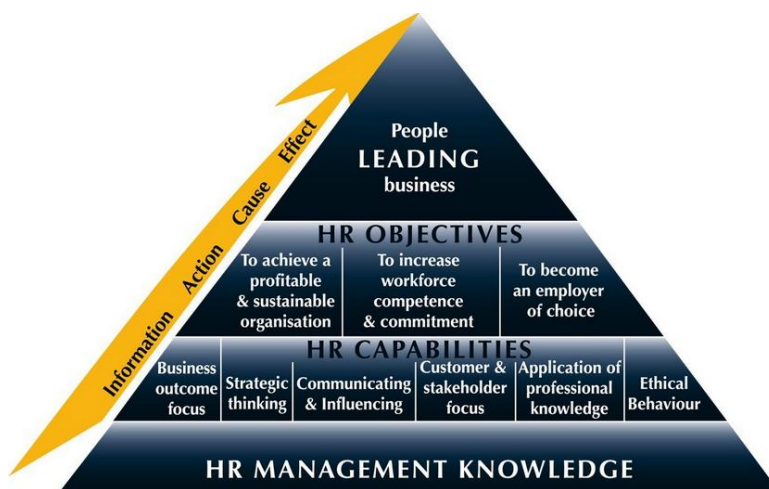 People
LEADING
business
HR OBJECTIVES
To achieve a
profitable
& sustainable
organisation
To increase
workforce
competence
& commitment
To become
an employer
of choice
HR CAPABILITIES
Business
outcome
focus
Strategic
thinking
Communicating
& Influencing
Customer &
stakeholder
focus
Application of
professional
knowledge
Ethical
Behaviour
HR MANAGEMENT KNOWLEDGE
Information Action Cause Effect